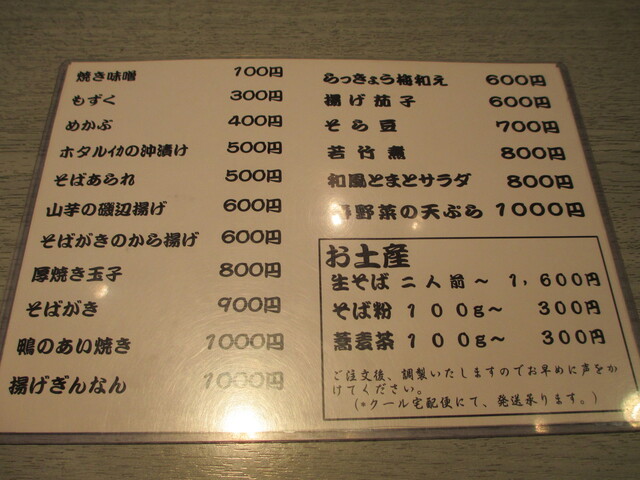 焼き味噌 100円
もずく 300円
めかぶ 400円
ホタルイカの沖漬け 500円
そばあられ 500円
山芋の磯辺揚げ 600円
そばがきのから揚げ 600円
厚焼き玉子 800円
そばがき 900円
鴨のあい焼き 1000円
揚げぎんなん 1000円
らっきょう梅和え 600円
揚げ茄子 600円
そら豆 700円
若竹煮 800円
和風とまとサラダ 800円
野菜の天ぷら 1000円
お土産
生そば 二人前〜 1,600円
そば粉 100g〜 300円
蕎麦茶 100g〜 300円
ご注文後、調製いたしますのでお早めに声をか
けてください。
(*クール宅配便にて、発送承ります。)